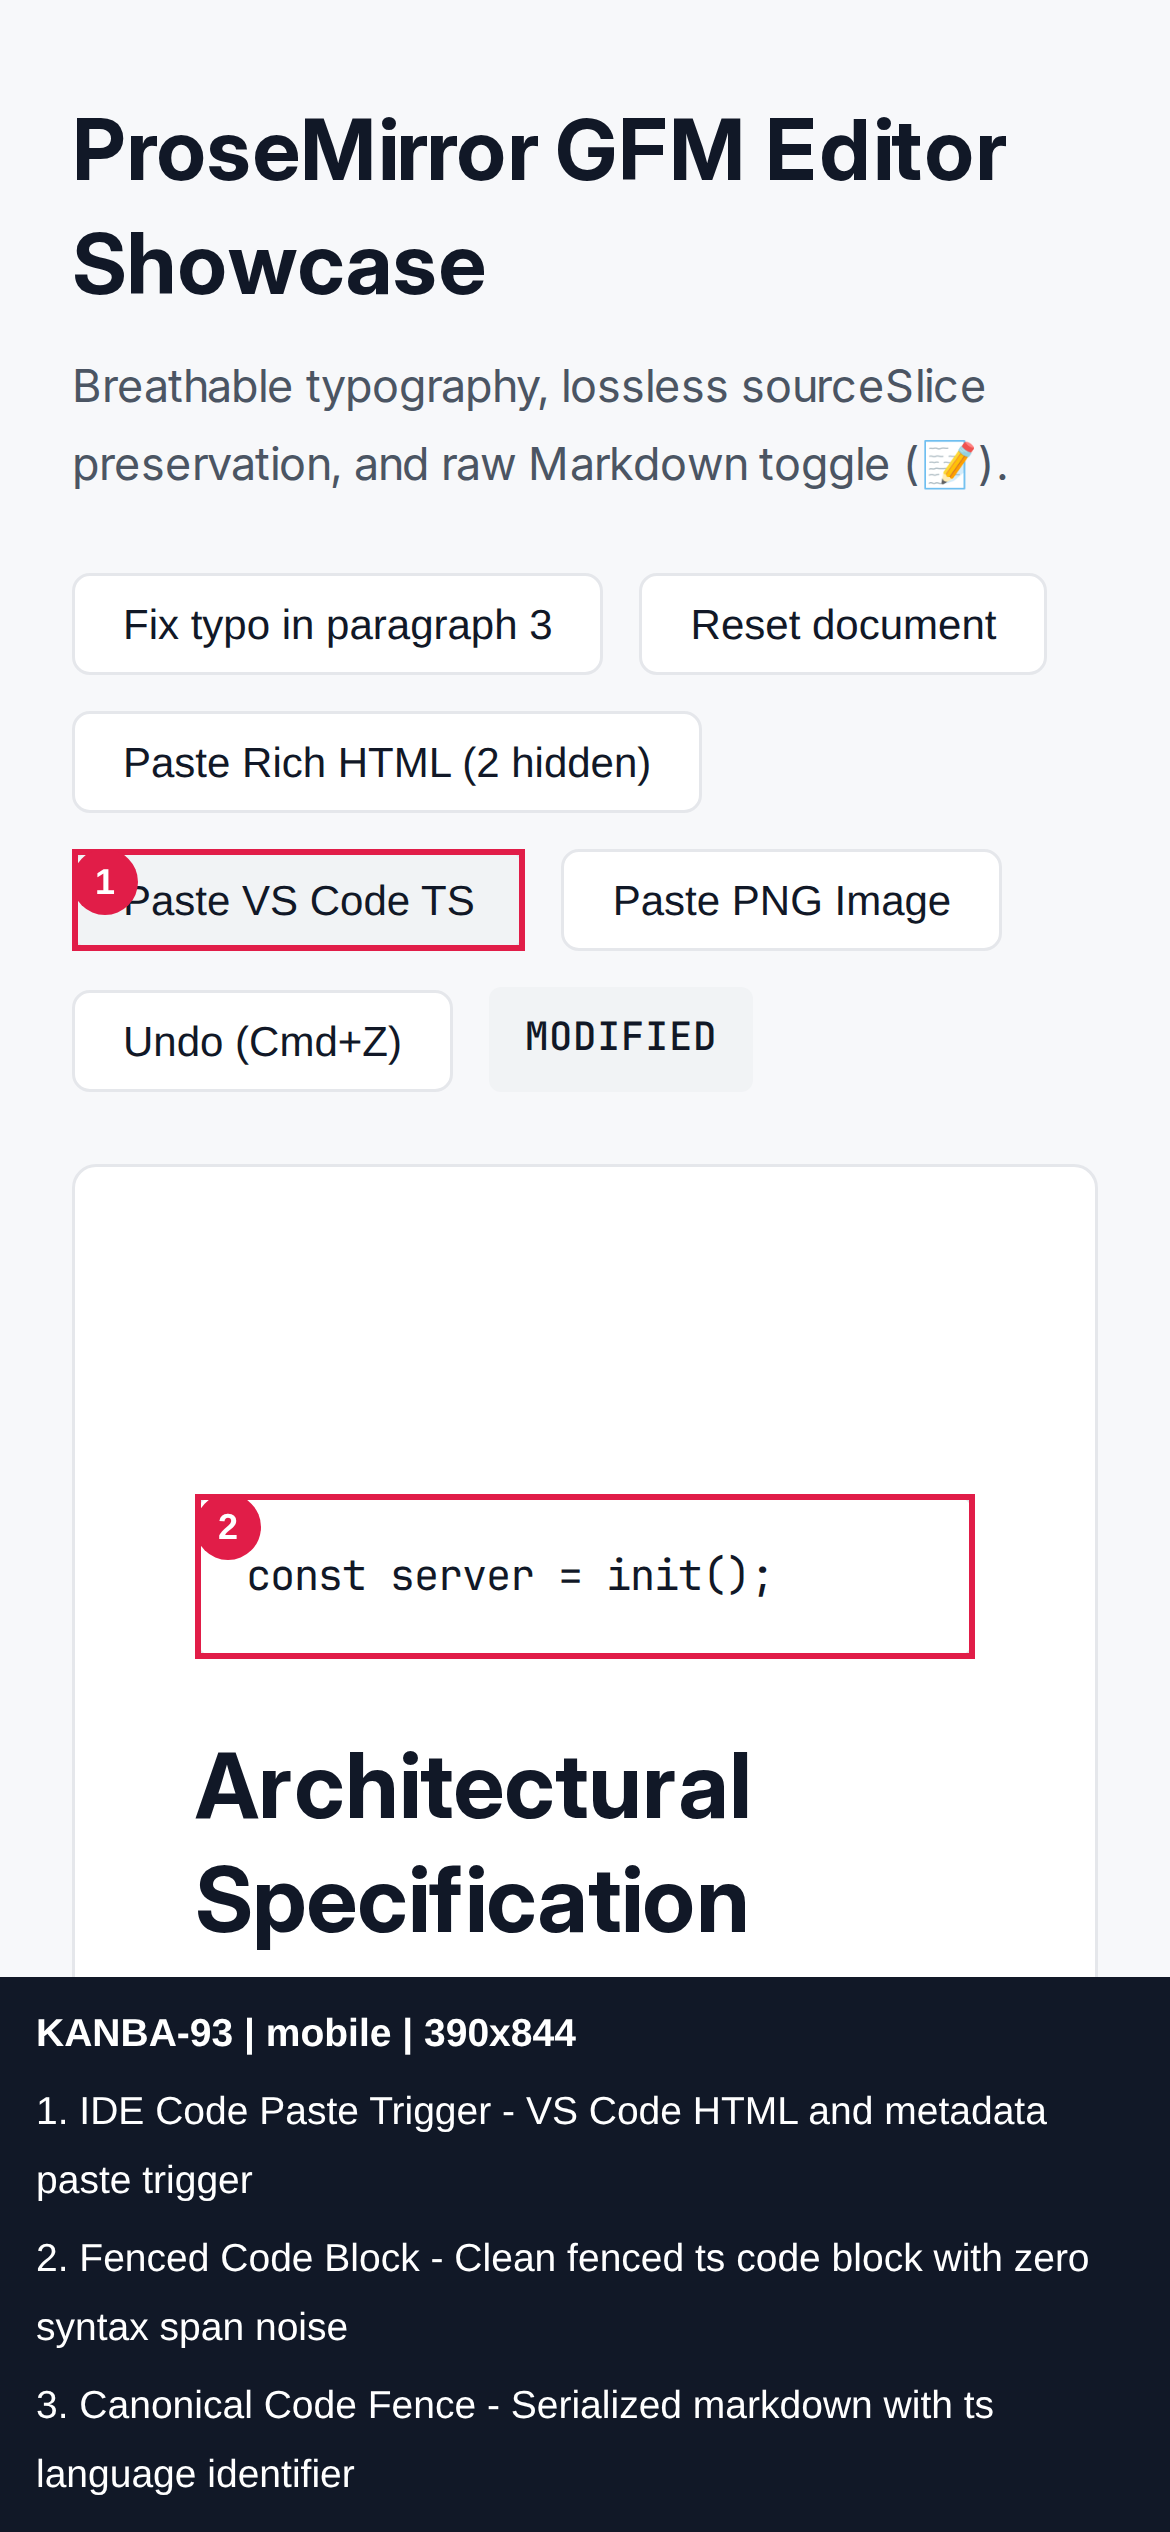 ProseMirror GFM Editor
Showcase
Breathable typography, lossless sourceSlice
preservation, and raw Markdown toggle (📝).
Fix typo in paragraph 3
Reset document
Paste Rich HTML (2 hidden)
1
Paste VS Code TS
Paste PNG Image
Undo (Cmd+Z)
MODIFIED
2
const server = init();
Architectural
Specification
KANBA-93 | mobile | 390x844
1. IDE Code Paste Trigger - VS Code HTML and metadata
paste trigger
2. Fenced Code Block - Clean fenced ts code block with zero
syntax span noise
3. Canonical Code Fence - Serialized markdown with ts
language identifier